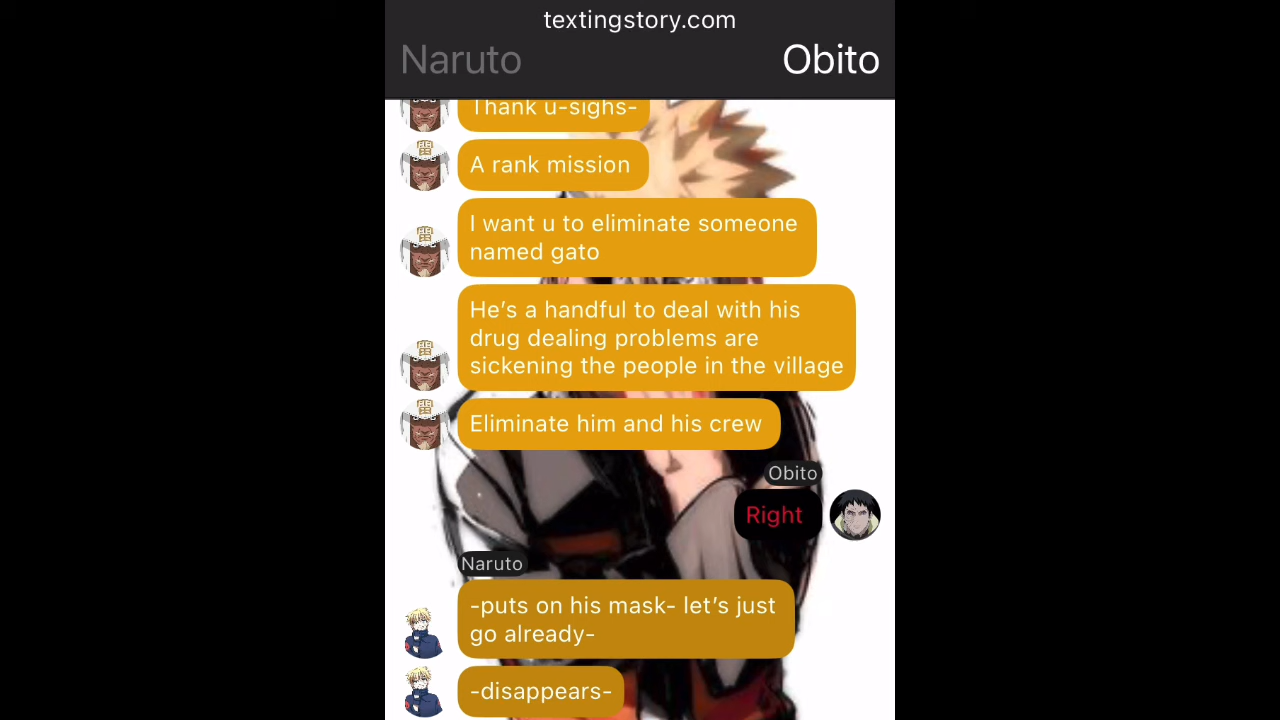 textingstory.com
Naruto
Obito
Thank u-sighs-
A rank mission
I want u to eliminate someone
named gato
He’s a handful to deal with his
drug dealing problems are
sickening the people in the village
Eliminate him and his crew
Obito
Right
Naruto
-puts on his mask- let’s just
go already-
-disappears-